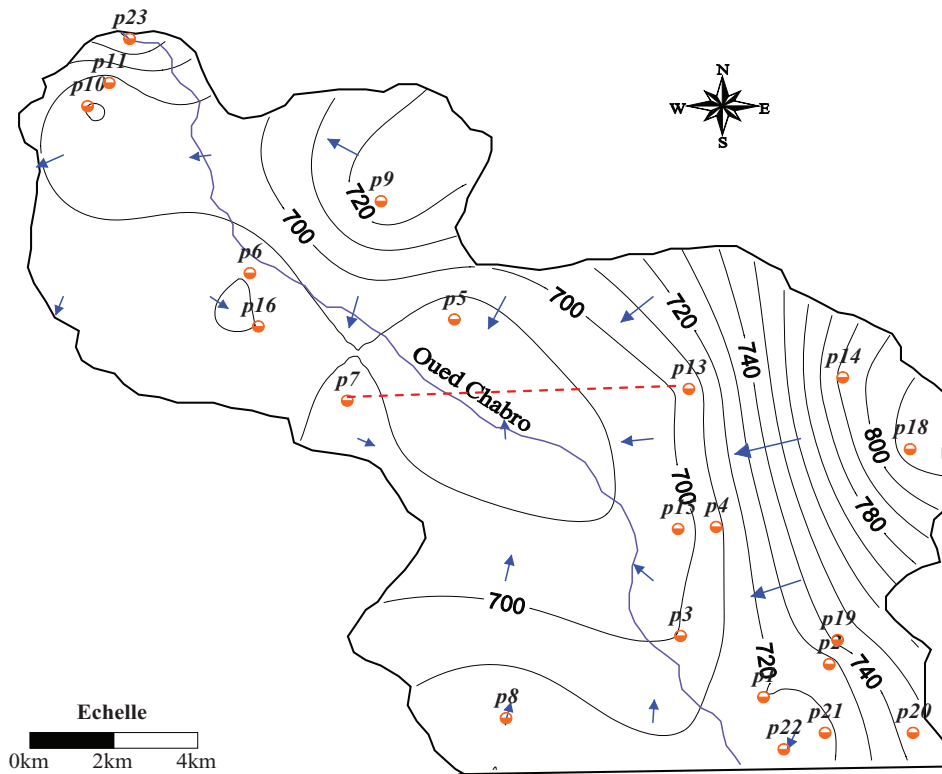 p23
p11
p10
N
W E
S
p9
720
700
p6
p16
p5
700
720
740
p13
p14
p7
Oued Chabro
p18
800
700
p15
p4
780
700
p3
p19
p2
720
740
p1
p8
p22
p21
p20
Echelle
0km 2km 4km